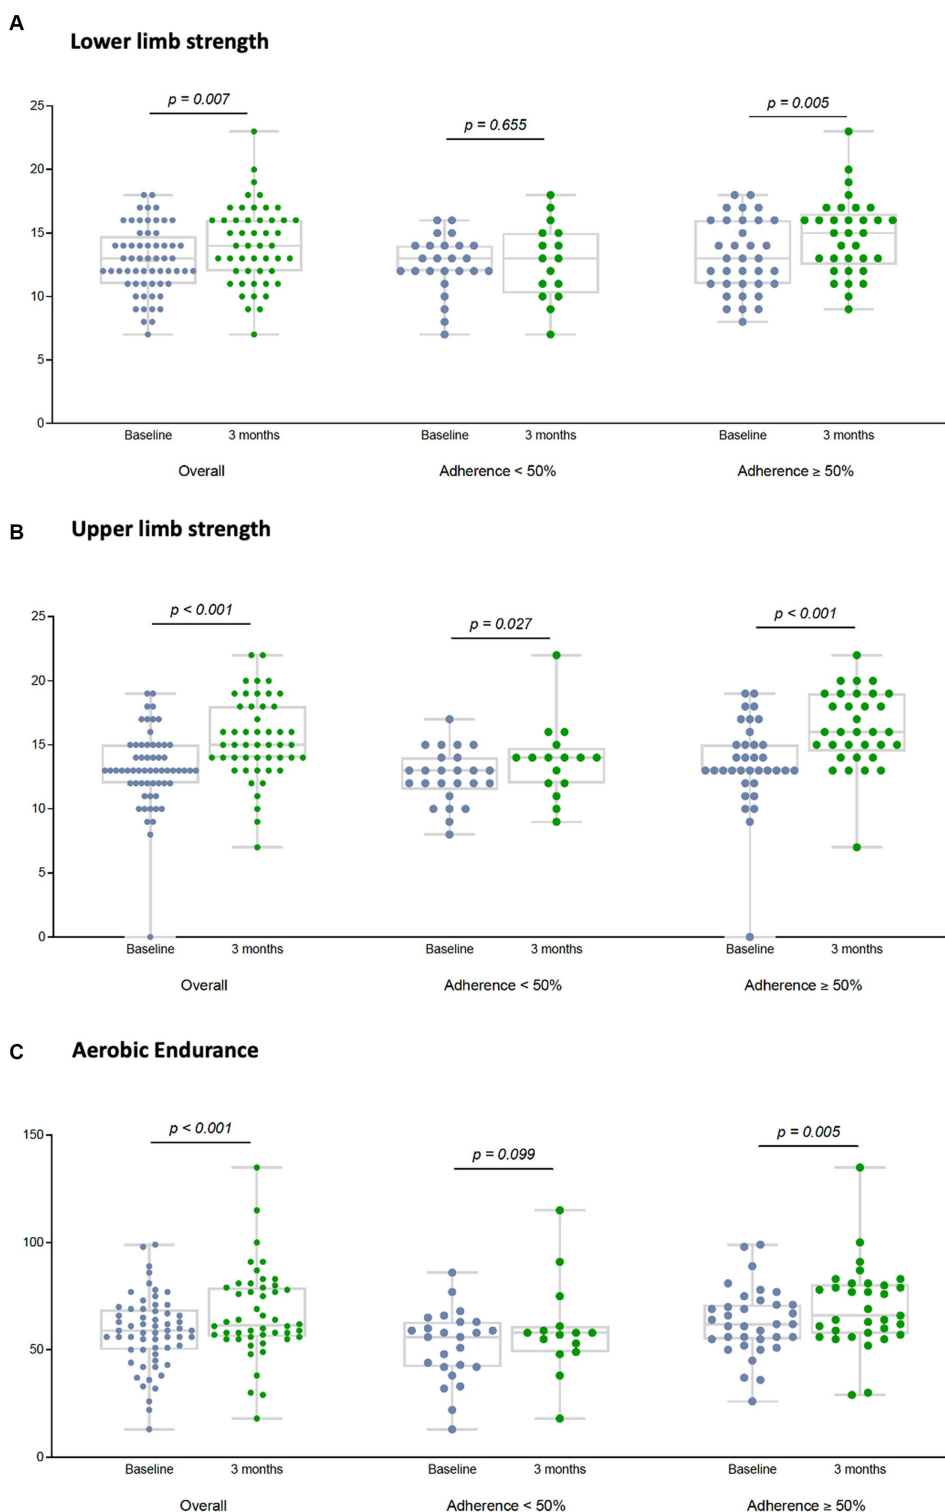 A
Lower limb strength
p = 0.007
p = 0.655
p = 0.005
25
20
15
10
5
0
Baseline 3 months Baseline 3 months Baseline 3 months
Overall Adherence < 50% Adherence ≥ 50%
B
Upper limb strength
p < 0.001
p = 0.027
p < 0.001
25
20
15
10
5
0
Baseline 3 months Baseline 3 months Baseline 3 months
Overall Adherence < 50% Adherence ≥ 50%
C
Aerobic Endurance
p < 0.001
p = 0.099
p = 0.005
150
100
50
0
Baseline 3 months Baseline 3 months Baseline 3 months
Overall Adherence < 50% Adherence ≥ 50%